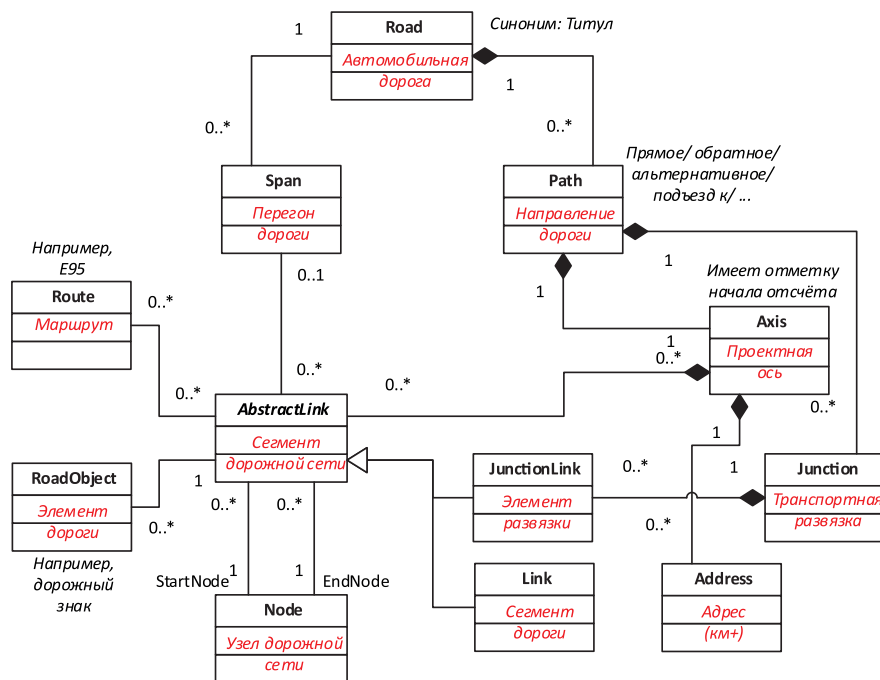 Road
Автомобильная
дорога
Синоним: Титул
1
1
0..*
0..*
Span
Перегон
дороги
Path
Направление
дороги
Прямое/ обратное/
альтернативное/
подъезд к/ ...
Например,
E95
Route
Маршрут
0..*
0..*
0..1
0..*
1
1
1
Имеет отметку
начала отсчёта
Axis
Проектная
ось
0..*
0..*
0..*
AbstractLink
Сегмент
дорожной сети
RoadObject
Элемент
дороги
1
0..*
Например,
дорожный
знак
0..*
0..*
StartNode
1
1
EndNode
Node
Узел дорожной
сети
JunctionLink
Элемент
развязки
0..*
1
1
0..*
Junction
Транспортная
развязка
Link
Сегмент
дороги
Address
Адрес
(км+)